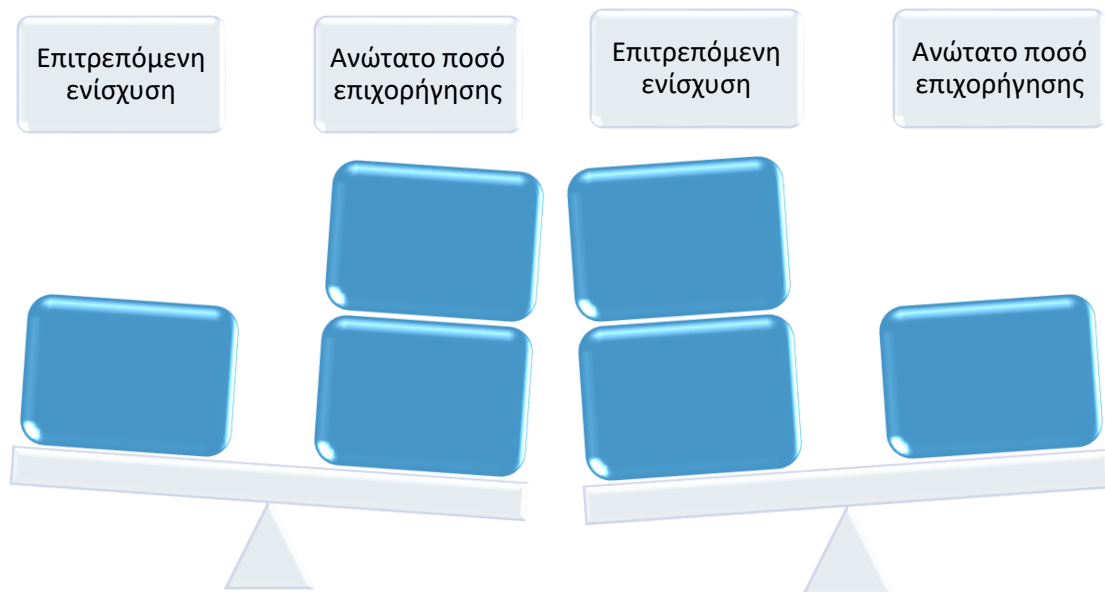 Επιτρεπόμενη
ενίσχυση
Ανώτατο ποσό
επιχορήγησης
Επιτρεπόμενη
ενίσχυση
Ανώτατο ποσό
επιχορήγησης